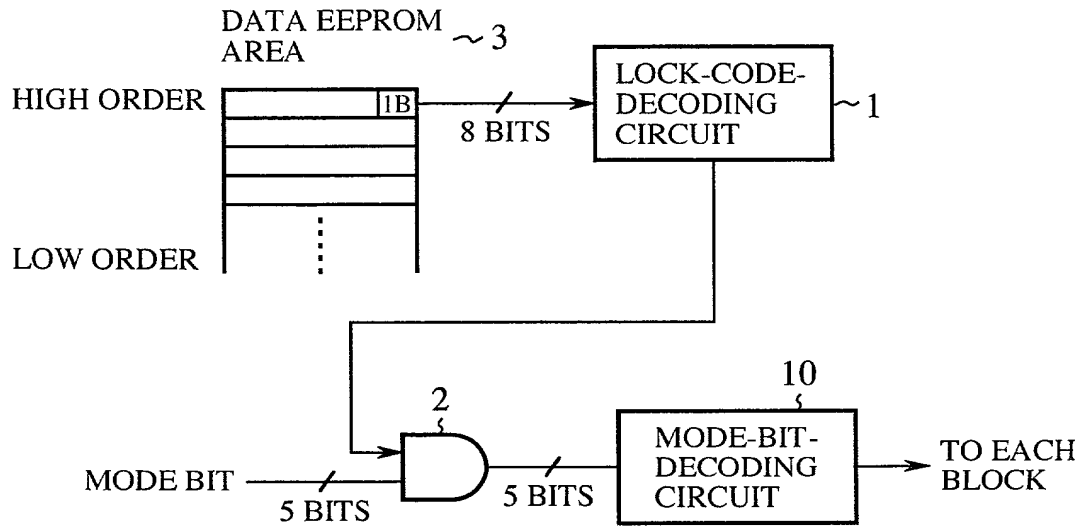 DATA EEPROM
AREA
3
HIGH ORDER
1B
8 BITS
LOCK-CODE-
DECODING
CIRCUIT
1
LOW ORDER
2
10
MODE BIT
5 BITS
5 BITS
MODE-BIT-
DECODING
CIRCUIT
TO EACH
BLOCK